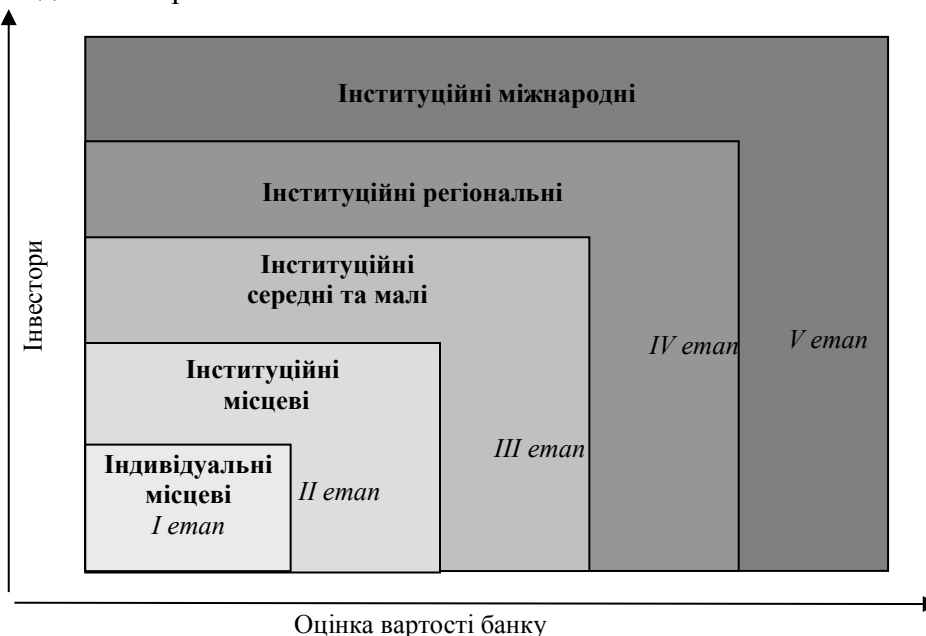 Інституційні міжнародні
Інституційні регіональні
Інституційні
середні та малі
Інституційні
місцеві
Індивідуальні
місцеві
I етап
II етап
III етап
IV етап
V етап
Інвестори
Оцінка вартості банку